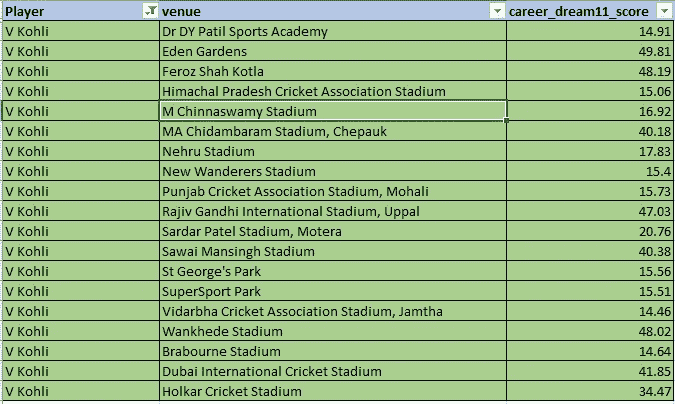 Player venue career_dream11_score
V Kohli Dr DY Patil Sports Academy 14.91
V Kohli Eden Gardens 49.81
V Kohli Feroz Shah Kotla 48.19
V Kohli Himachal Pradesh Cricket Association Stadium 15.06
V Kohli M Chinnaswamy Stadium 16.92
V Kohli MA Chidambaram Stadium, Chepauk 40.18
V Kohli Nehru Stadium 17.83
V Kohli New Wanderers Stadium 15.4
V Kohli Punjab Cricket Association Stadium, Mohali 15.73
V Kohli Rajiv Gandhi International Stadium, Uppal 47.03
V Kohli Sardar Patel Stadium, Motera 20.76
V Kohli Sawai Mansingh Stadium 40.38
V Kohli St George's Park 15.56
V Kohli SuperSport Park 15.51
V Kohli Vidarbha Cricket Association Stadium, Jamtha 14.46
V Kohli Wankhede Stadium 48.02
V Kohli Brabourne Stadium 14.64
V Kohli Dubai International Cricket Stadium 41.85
V Kohli Holkar Cricket Stadium 34.47